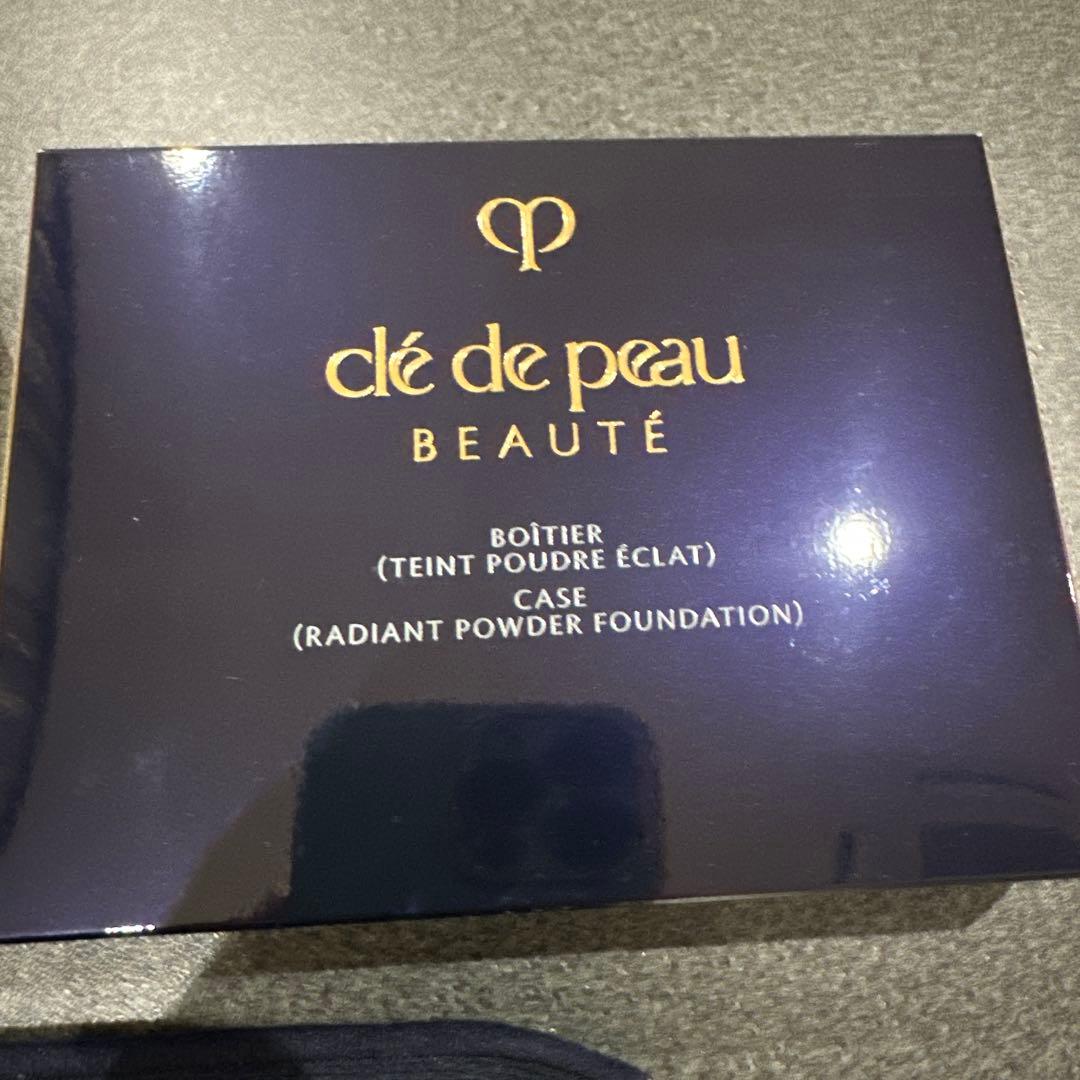 clé de peau
BEAUTÉ
BOÎTIER
(TEINT POUDRE ÉCLAT)
CASE
(RADIANT POWDER FOUNDATION)